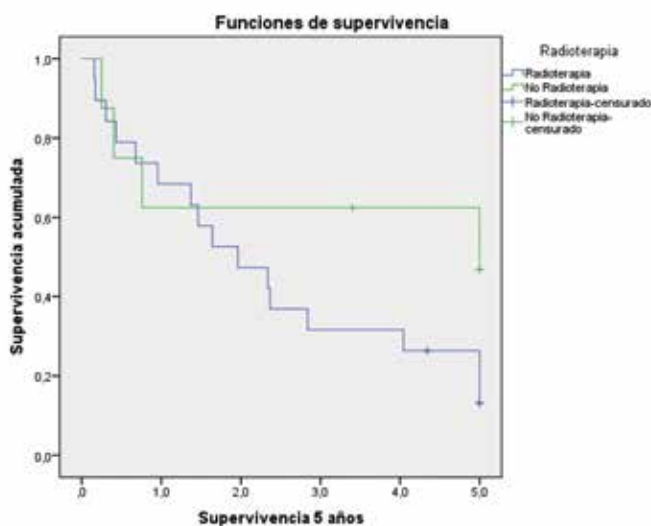 Funciones de supervivencia
Radioterapia
Radioterapia
No Radioterapia
Radioterapia-censurado
No Radioterapia-
censurado
Supervivencia acumulada
1,0
0,8
0,6
0,4
0,2
0,0
,0
1,0
2,0
3,0
4,0
5,0
Supervivencia 5 años